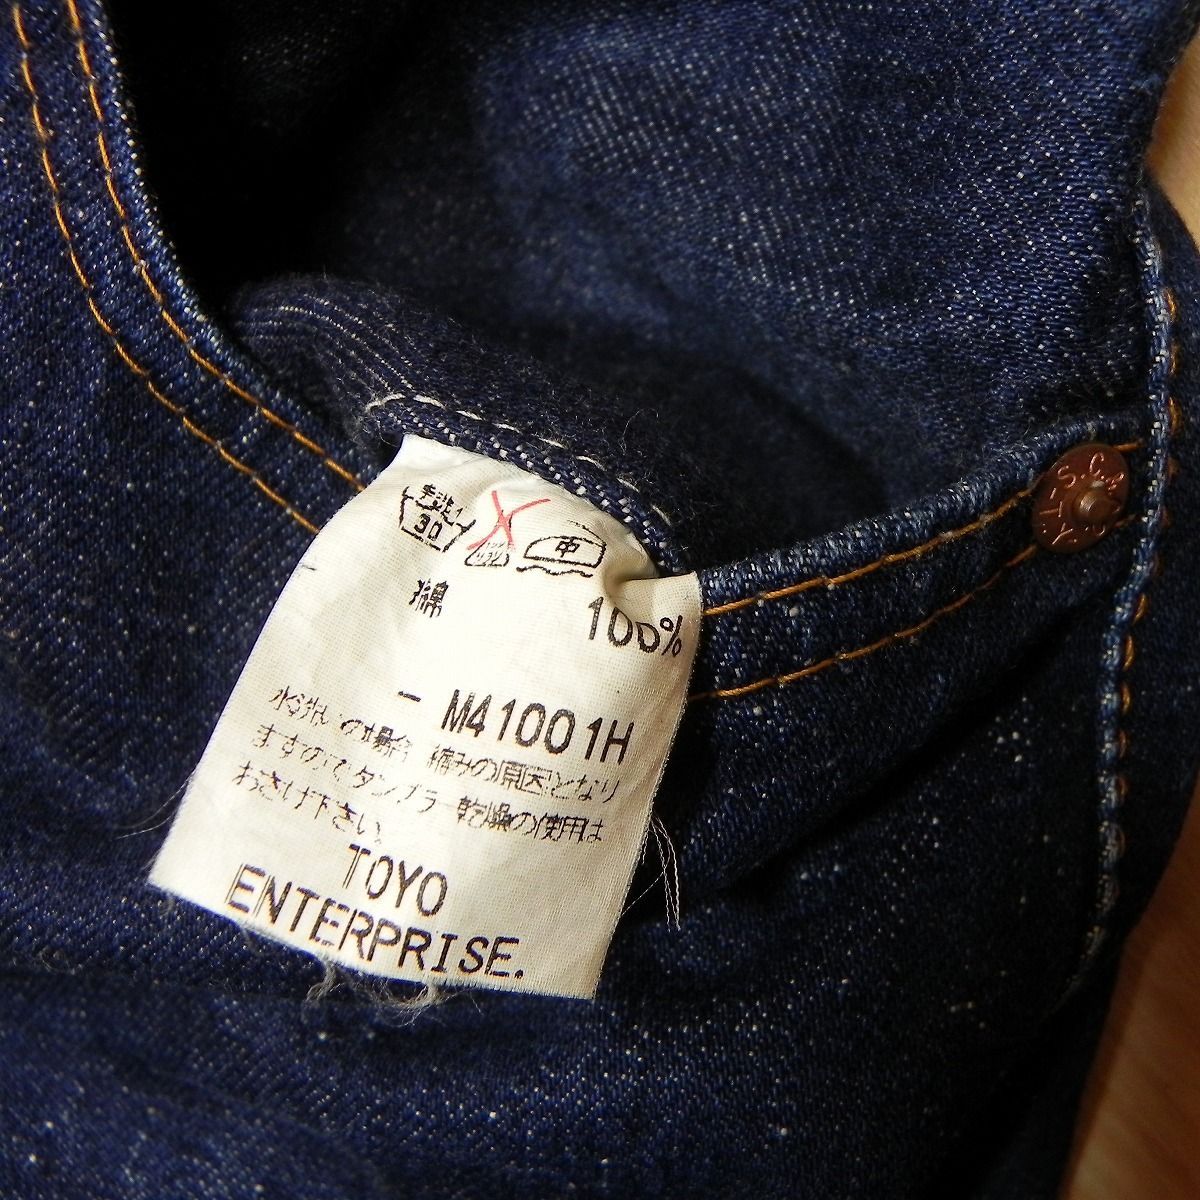 手洗イ
30
中
綿 100%
- M41001H
水洗いの場合 縮みの原因となり
ますのでタンブラー乾燥の使用は
おさけ下さい。
TOYO
ENTERPRISE.
S.C.